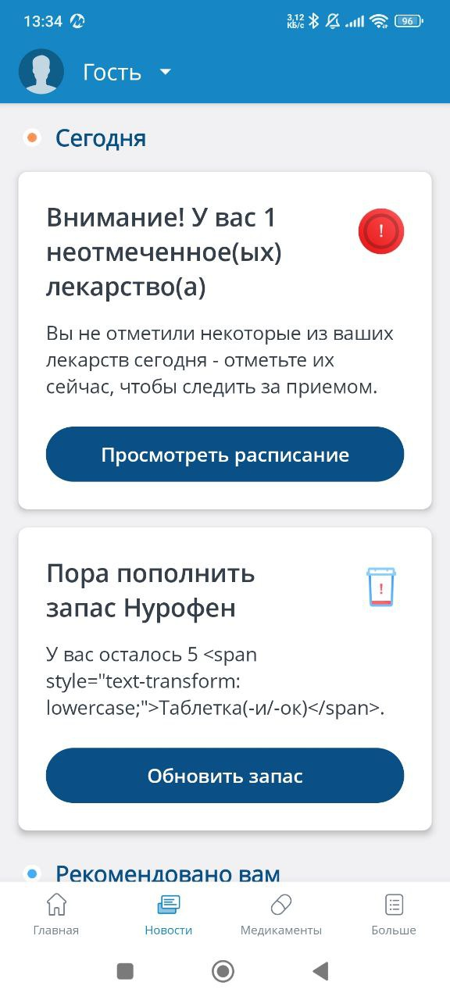 13:34
3,12
КБ/с
96
Гость
Сегодня
Внимание! У вас 1
неотмеченное(ых)
лекарство(а)
!
Вы не отметили некоторые из ваших
лекарств сегодня - отметьте их
сейчас, чтобы следить за приемом.
Просмотреть расписание
Пора пополнить
запас Нурофен
!
У вас осталось 5 <span
style="text-transform:
lowercase;">Таблетка(-и/-ок)</span>.
Обновить запас
Рекомендовано вам
Главная
Новости
Медикаменты
Больше